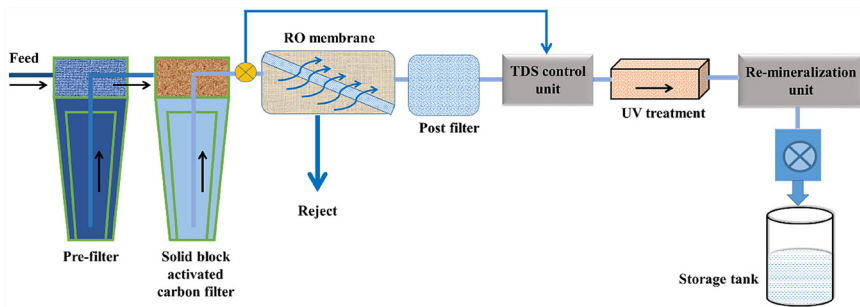 Feed
RO membrane
TDS control
unit
Re-mineralization
unit
Post filter
UV treatment
Reject
Pre-filter
Solid block
activated
carbon filter
Storage tank